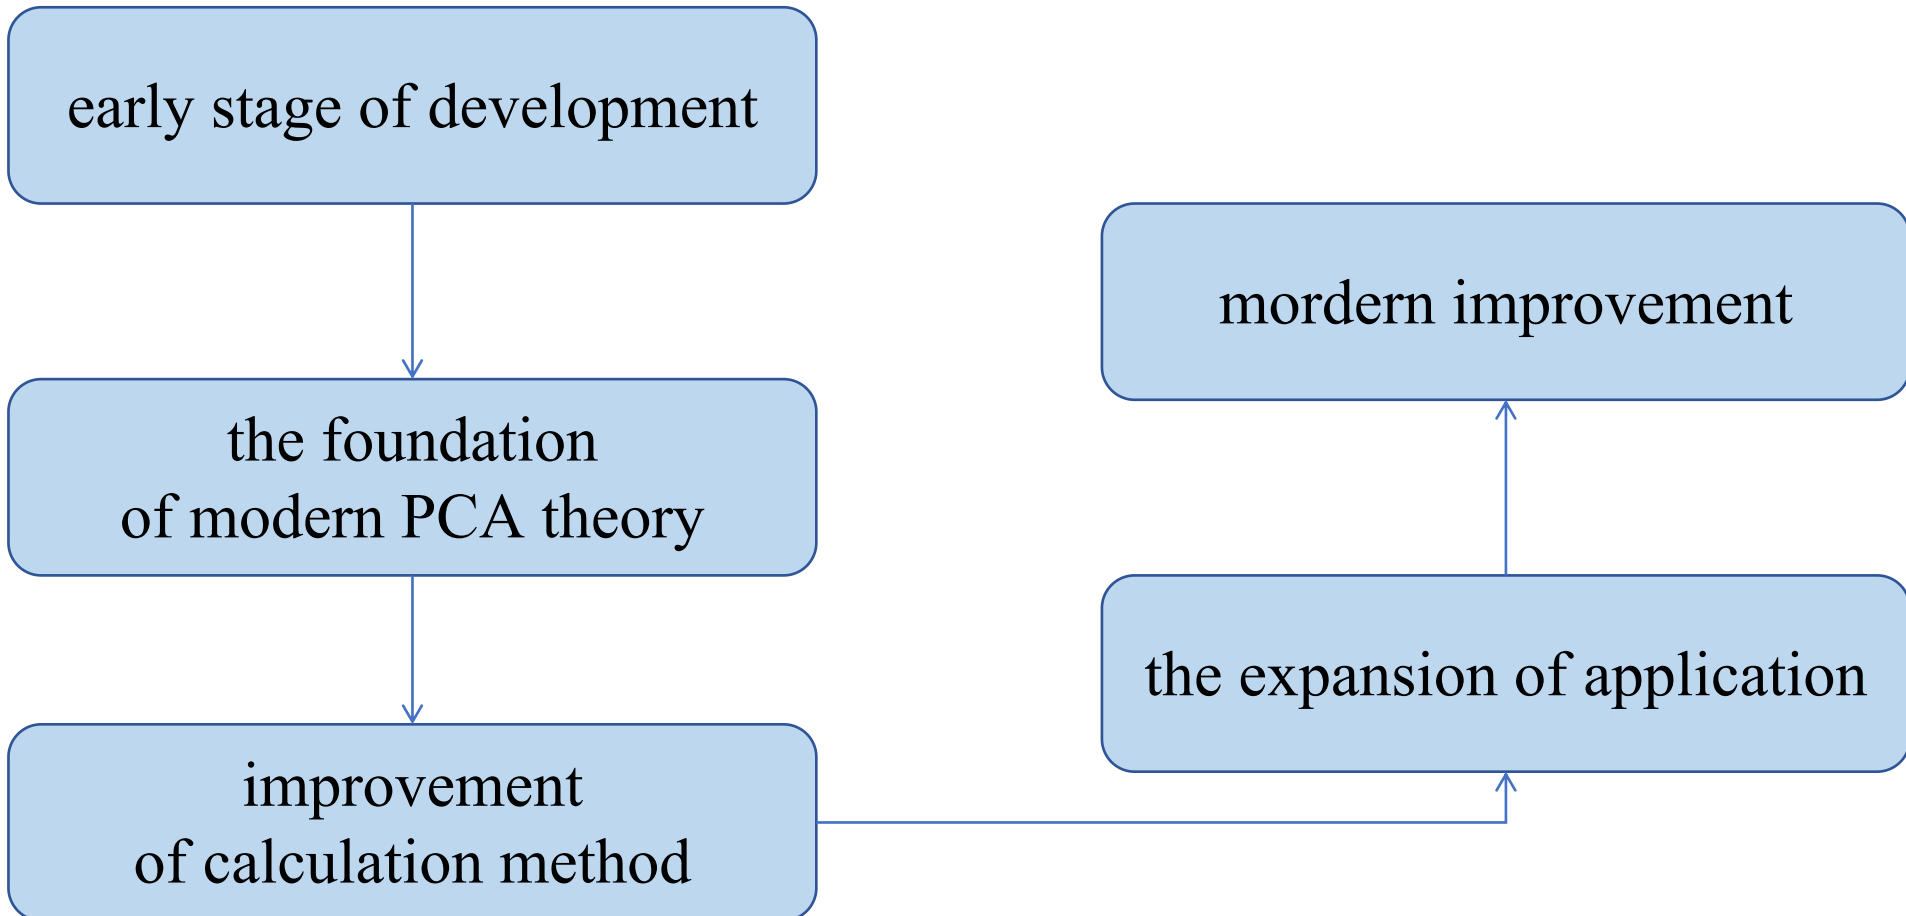 early stage of development
the foundation
of modern PCA theory
improvement
of calculation method
the expansion of application
mordern improvement